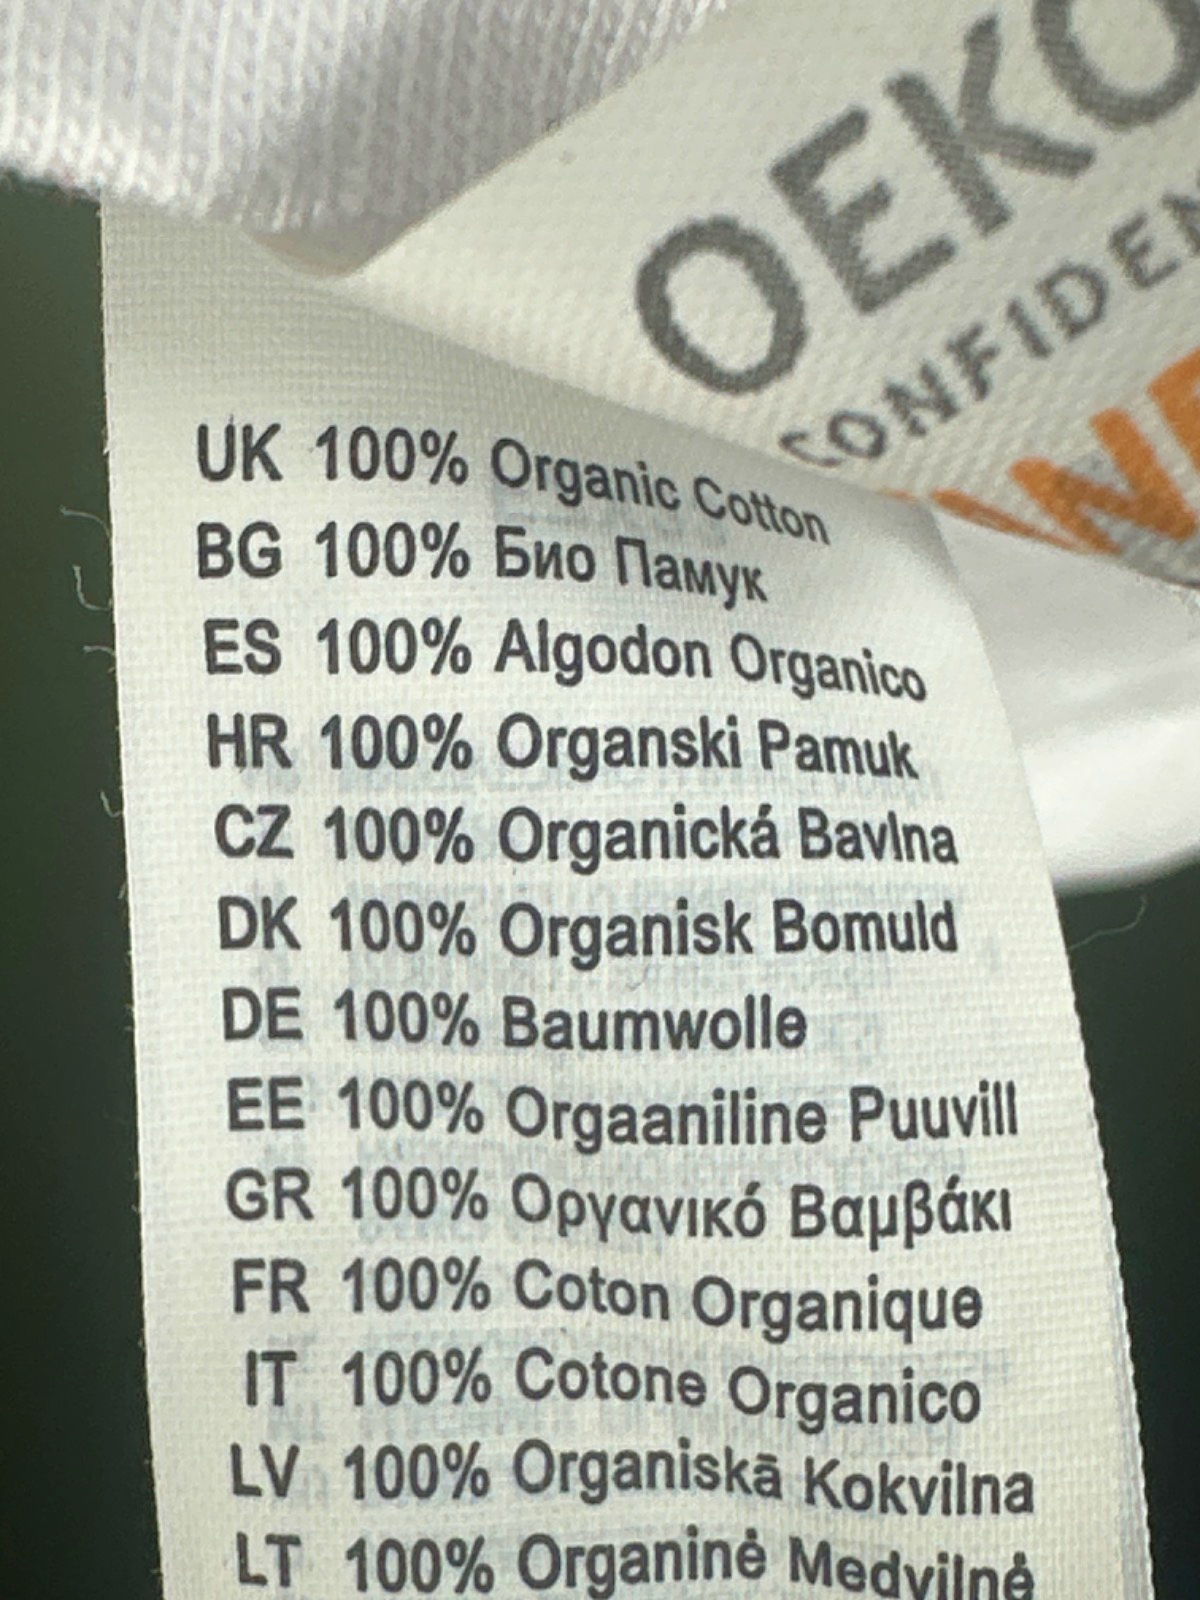 OEKO
CONFIDEN
UK 100% Organic Cotton
BG 100% Био Памук
ES 100% Algodon Organico
HR 100% Organski Pamuk
CZ 100% Organická Bavlna
DK 100% Organisk Bomuld
DE 100% Baumwolle
EE 100% Orgaaniline Puuvill
GR 100% Οργανικό Βαμβάκι
FR 100% Coton Organique
IT 100% Cotone Organico
LV 100% Organiskā Kokvilna
LT 100% Organinė Medvilnė